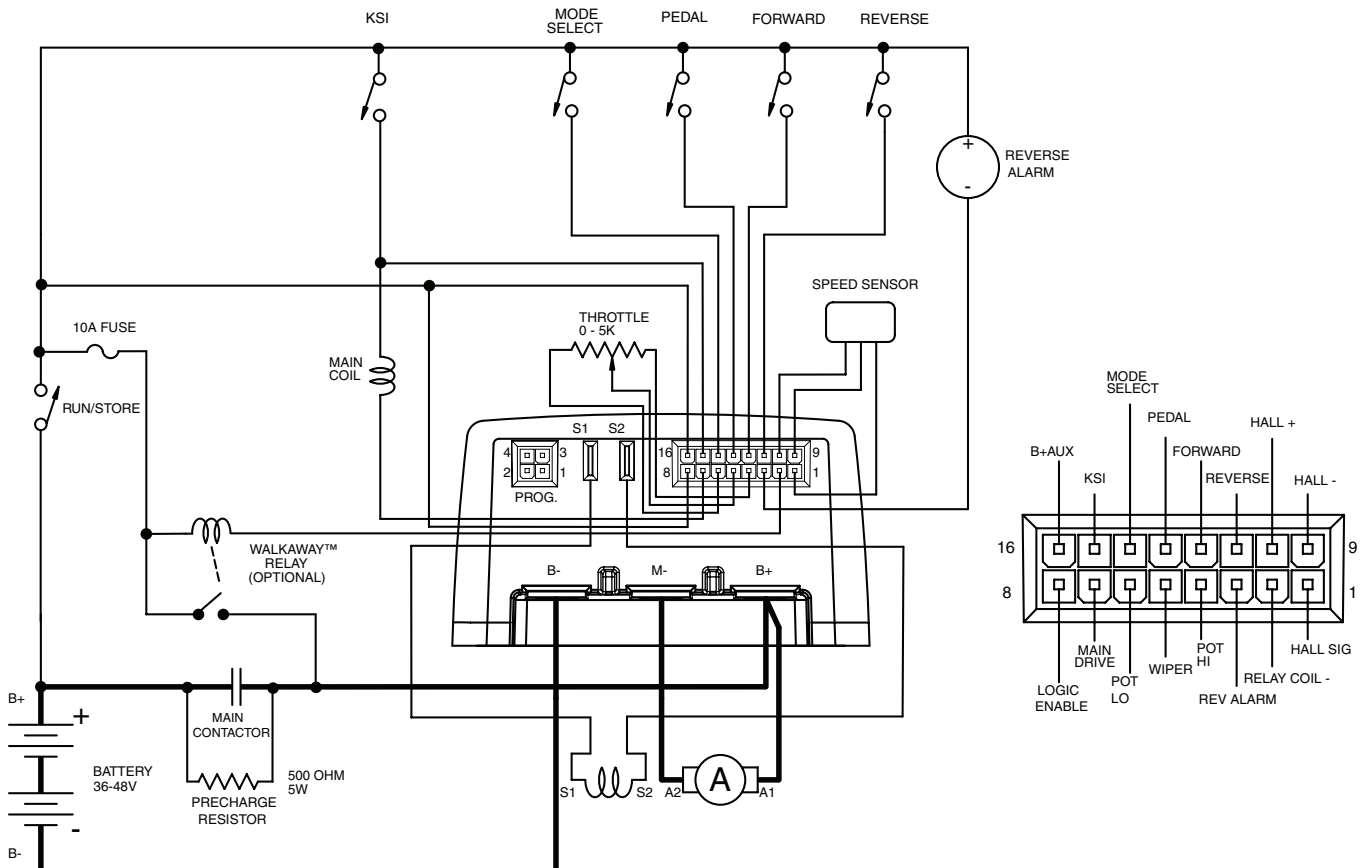 KSI
MODE
SELECT
PEDAL
FORWARD
REVERSE
+
-
REVERSE
ALARM
SPEED SENSOR
THROTTLE
0 - 5K
10A FUSE
MAIN
COIL
RUN/STORE
S1
S2
4
3
2
1
PROG.
16
9
8
1
WALKAWAY™
RELAY
(OPTIONAL)
B-
M-
B+
B+
+
MAIN
CONTACTOR
BATTERY
36-48V
500 OHM
5W
PRECHARGE
RESISTOR
-
B-
S1
S2
A2
A
A1
MODE
SELECT
PEDAL
HALL +
B+AUX
FORWARD
KSI
REVERSE
HALL -
16
9
8
1
MAIN
DRIVE
POT
HI
HALL SIG
WIPER
POT
LO
RELAY COIL -
LOGIC
ENABLE
REV ALARM